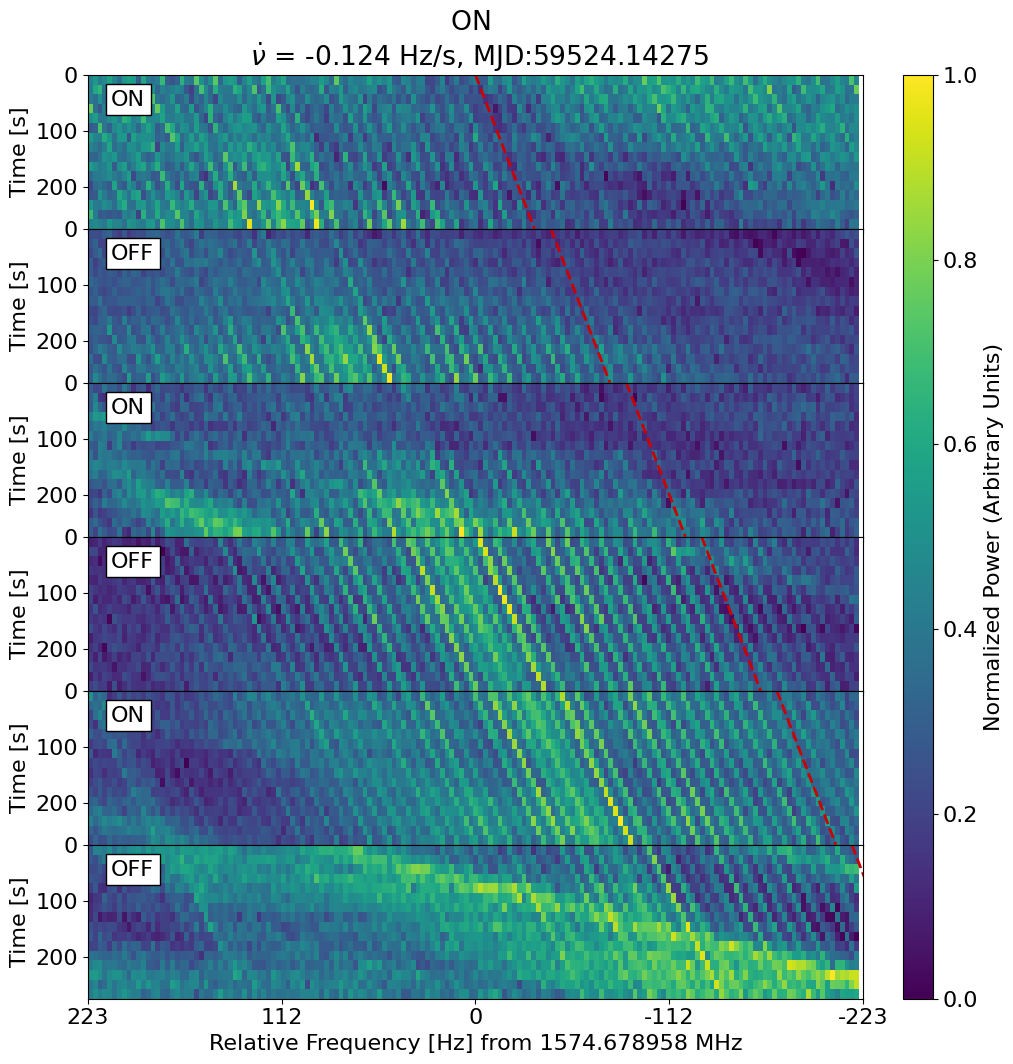 ON
ν̇ = -0.124 Hz/s, MJD:59524.14275
0
ON
100
Time [s]
200
0
OFF
100
Time [s]
200
0
ON
100
Time [s]
200
0
OFF
100
Time [s]
200
0
ON
100
Time [s]
200
0
OFF
100
Time [s]
200
223 112 0 -112 -223
Relative Frequency [Hz] from 1574.678958 MHz
1.0
0.8
0.6
0.4
0.2
0.0
Normalized Power (Arbitrary Units)